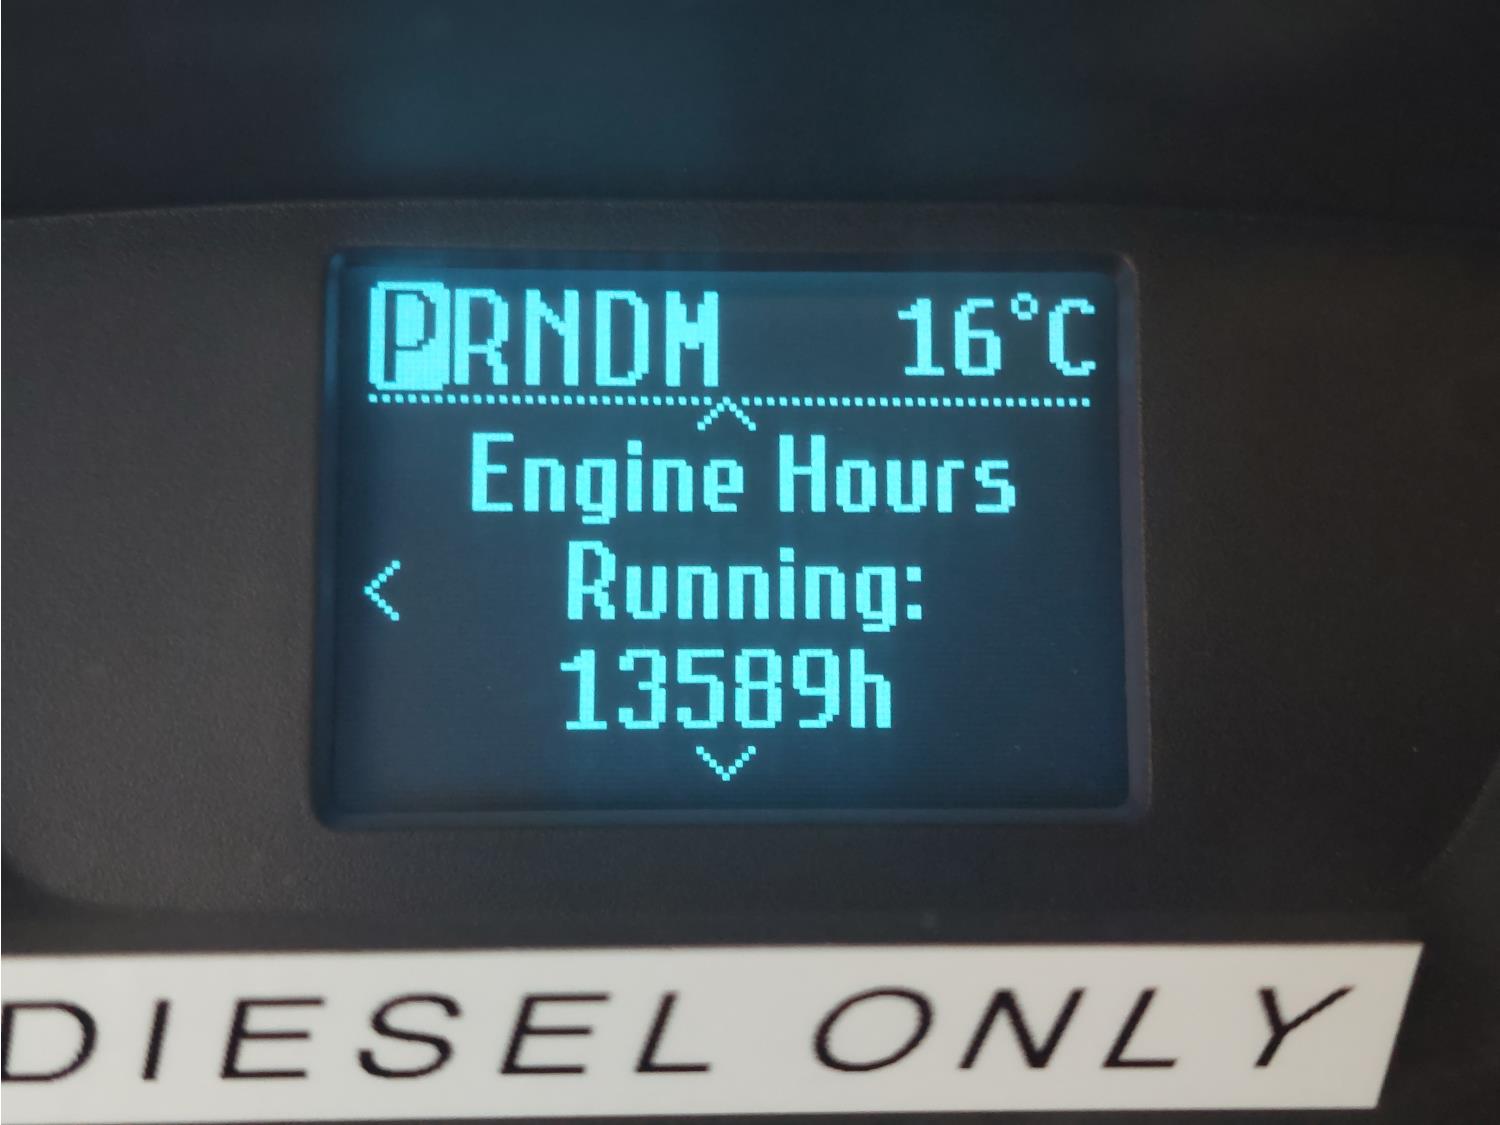 PRNDM 16°C
Engine Hours
Running:
13589h
DIESEL ONLY